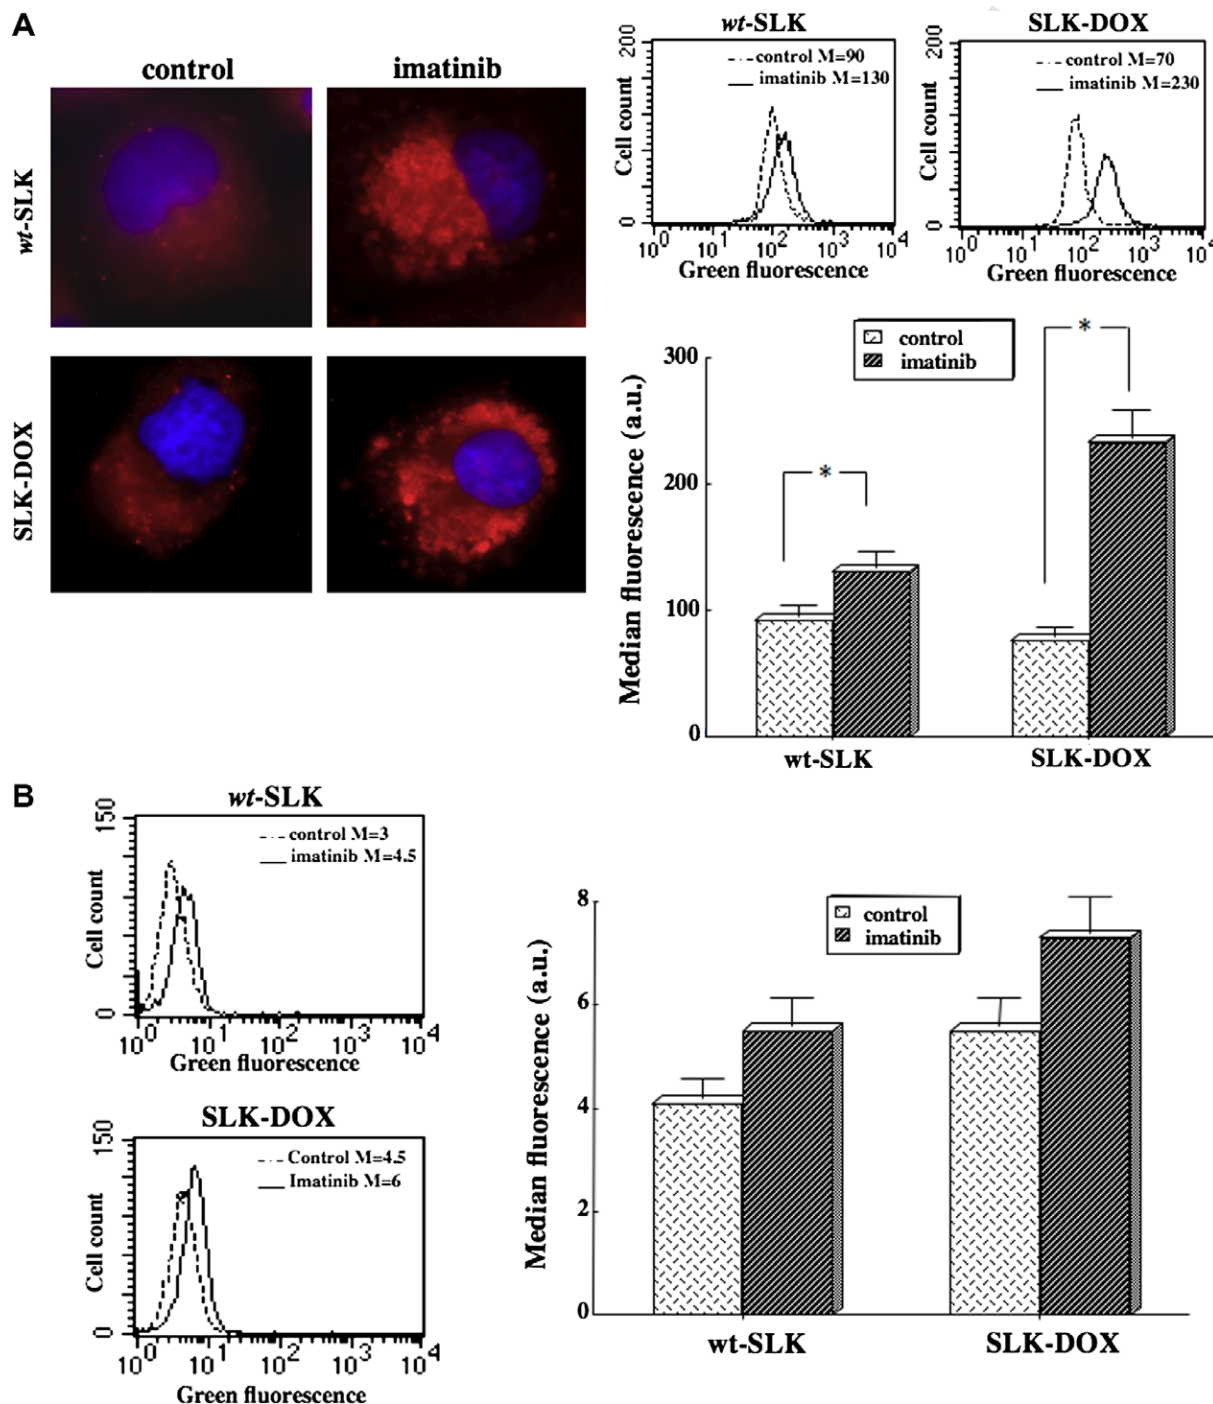 A
control
imatinib
wt-SLK
SLK-DOX
wt-SLK
200
Cell count
0
control M=90
imatinib M=130
10^0 10^1 10^2 10^3 10^4
Green fluorescence
SLK-DOX
200
Cell count
0
control M=70
imatinib M=230
10^0 10^1 10^2 10^3 10^4
Green fluorescence
control
imatinib
*
*
300
200
100
0
Median fluorescence (a.u.)
wt-SLK
SLK-DOX
B
wt-SLK
150
Cell count
0
control M=3
imatinib M=4.5
10^0 10^1 10^2 10^3 10^4
Green fluorescence
SLK-DOX
150
Cell count
0
Control M=4.5
Imatinib M=6
10^0 10^1 10^2 10^3 10^4
Green fluorescence
control
imatinib
8
6
4
2
0
Median fluorescence (a.u.)
wt-SLK
SLK-DOX